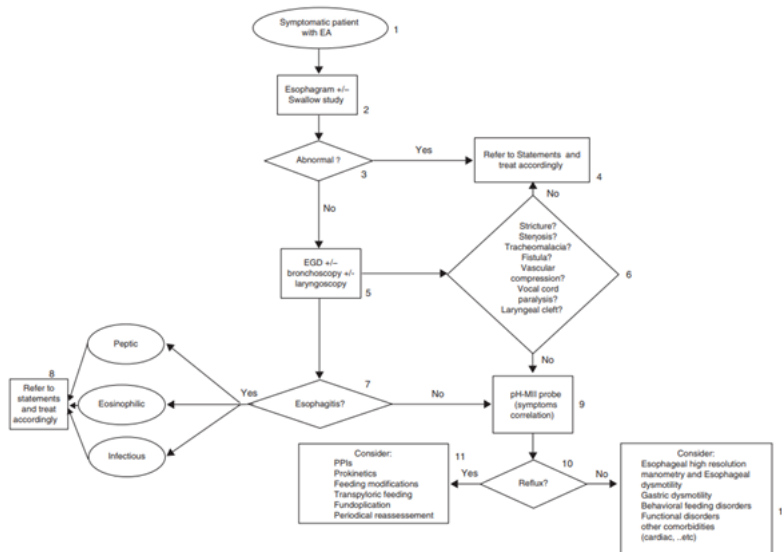 Symptomatic patient
with EA
1
Esophagram +/–
Swallow study
2
Abnormal ?
3
Yes
Refer to Statements and
treat accordingly
4
No
No
EGD +/–
bronchoscopy +/–
laryngoscopy
5
Stricture?
Stenosis?
Tracheomalacia?
Fistula?
Vascular
compression?
Vocal cord
paralysis?
Laryngeal cleft?
6
No
Peptic
Eosinophilic
Infectious
8
Refer to
statements
and treat
accordingly
Yes
7
Esophagitis?
No
pH-MII probe
(symptoms
correlation)
9
Consider:
PPIs
Prokinetics
Feeding modifications
Transpyloric feeding
Fundoplication
Periodical reassessement
11
Yes
10
Reflux?
No
Consider:
Esophageal high resolution
manometry and Esophageal
dysmotility
Gastric dysmotility
Behavioral feeding disorders
Functional disorders
other comorbidities
(cardiac, ..etc)
1